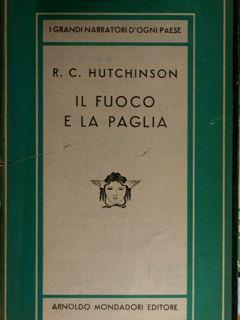 I GRANDI NARRATORI D'OGNI PAESE
R. C. HUTCHINSON
IL FUOCO
E LA PAGLIA
ARNOLDO MONDADORI EDITORE